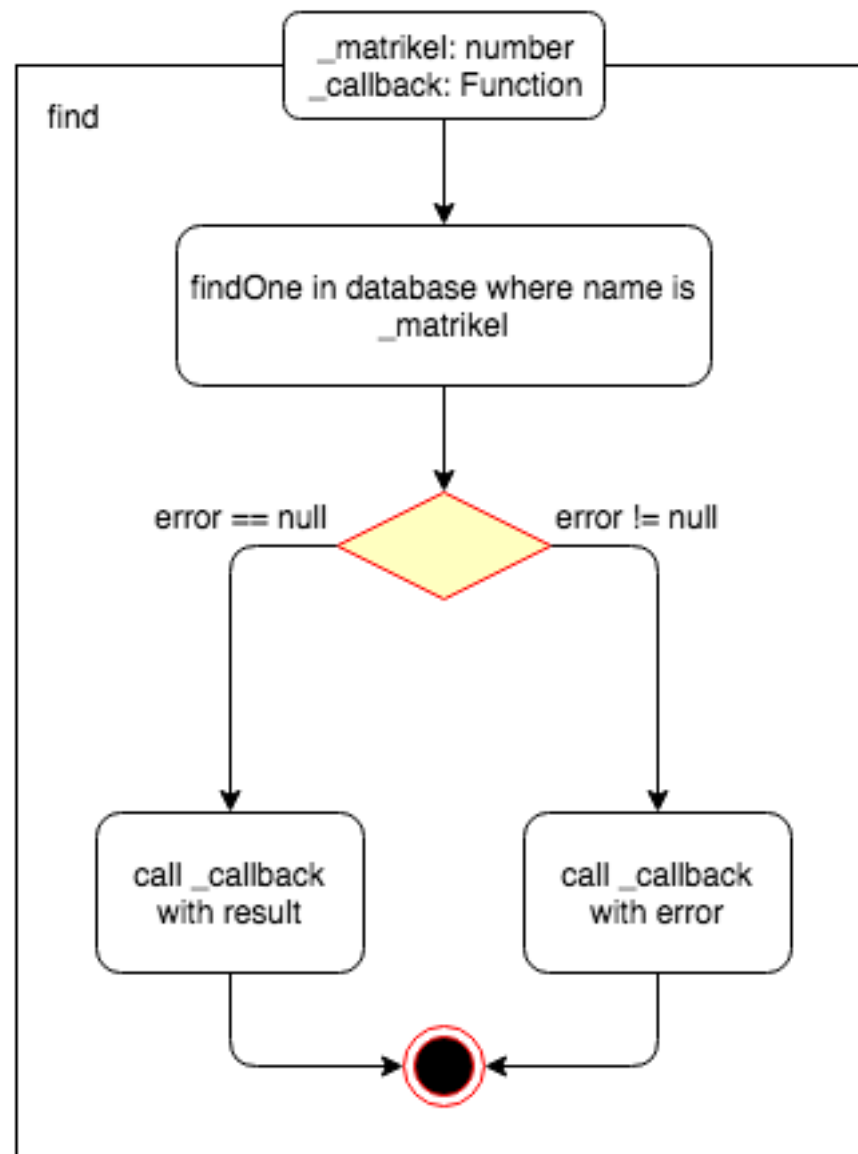 _matrikel: number
_callback: Function
find
findOne in database where name is
_matrikel
error == null
error != null
call _callback
with result
call _callback
with error